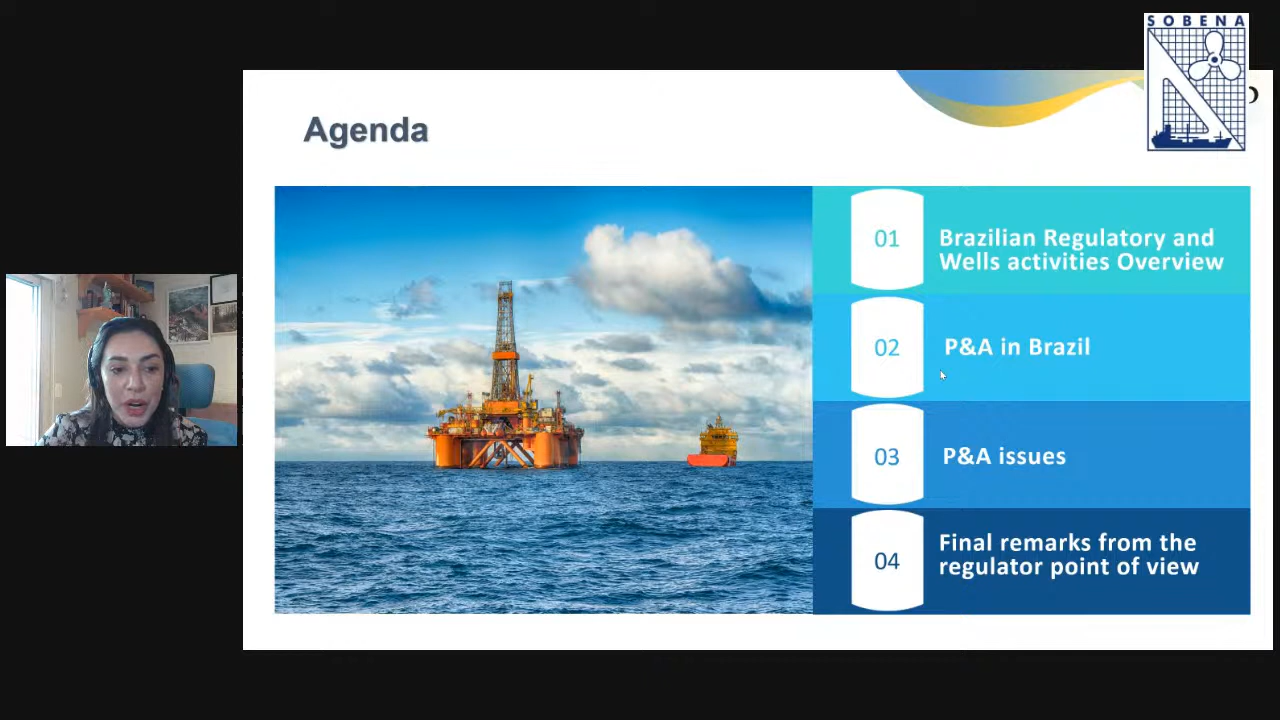 SOBENA
Agenda
01
Brazilian Regulatory and
Wells activities Overview
02
P&A in Brazil
03
P&A issues
04
Final remarks from the
regulator point of view